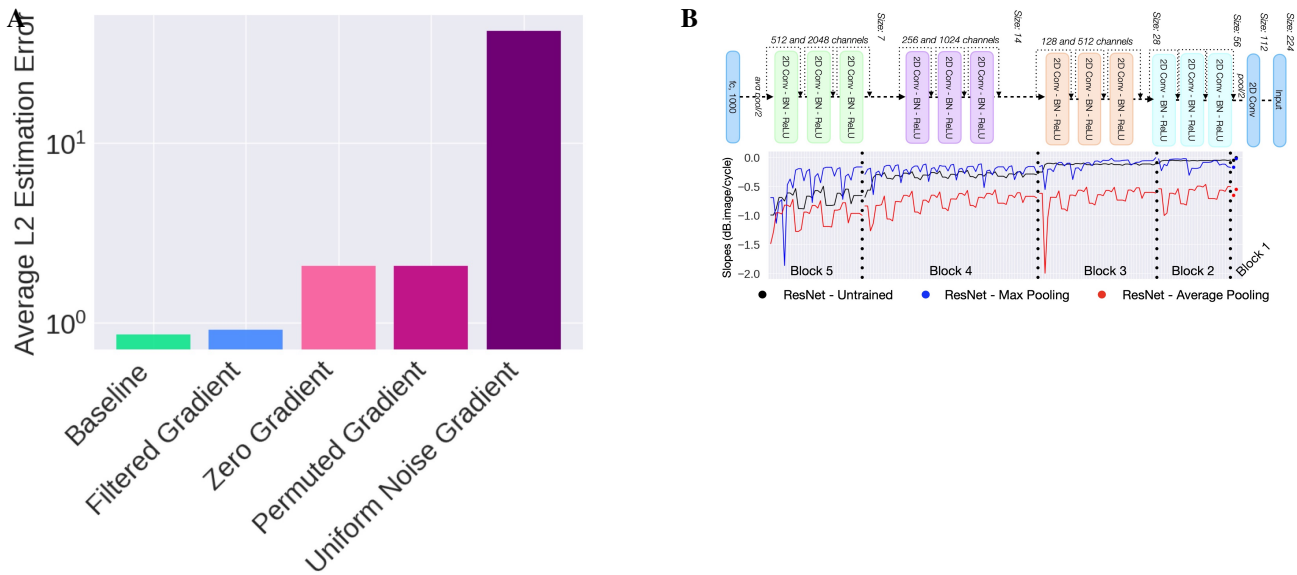 A
Average L2 Estimation Error
10¹
10⁰
Baseline
Filtered Gradient
Zero Gradient
Permuted Gradient
Uniform Noise Gradient
B
fc, 1000
avg pool/2
512 and 2048 channels
2D Conv - BN - ReLU
2D Conv - BN - ReLU
2D Conv - BN - ReLU
Size: 7
256 and 1024 channels
2D Conv - BN - ReLU
2D Conv - BN - ReLU
2D Conv - BN - ReLU
Size: 14
128 and 512 channels
2D Conv - BN - ReLU
2D Conv - BN - ReLU
2D Conv - BN - ReLU
Size: 28
2D Conv - BN - ReLU
2D Conv - BN - ReLU
2D Conv - BN - ReLU
Size: 56
pool/2
2D Conv
Size: 112
Input
Size: 224
Slopes (dB.image/cycle)
0.0
−0.5
−1.0
−1.5
−2.0
Block 5
Block 4
Block 3
Block 2
Block 1
ResNet - Untrained
ResNet - Max Pooling
ResNet - Average Pooling